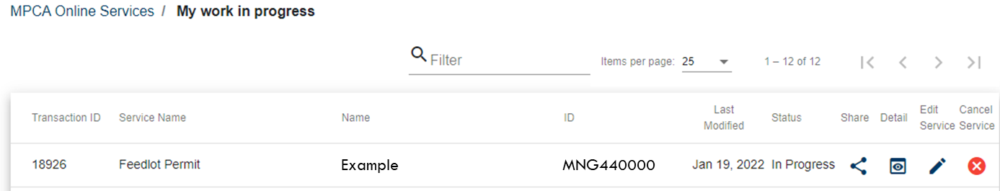 MPCA Online Services / My work in progress
Filter Items per page: 25 1 – 12 of 12
Transaction ID Service Name Name ID Last Modified Status Share Detail Edit Service Cancel Service
18926 Feedlot Permit Example MNG440000 Jan 19, 2022 In Progress